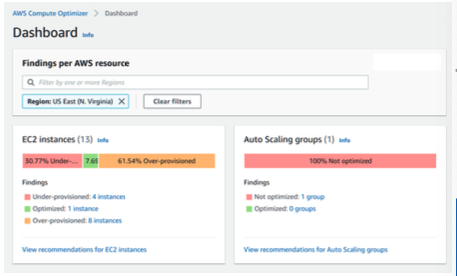 AWS Compute Optimizer > Dashboard
Dashboard Info
Findings per AWS resource
Filter by one or more Regions
Region: US East (N. Virginia) X Clear filters
EC2 instances (13) Info
30.77% Under-... 7.69 61.54% Over-provisioned
Findings
Under-provisioned: 4 instances
Optimized: 1 instance
Over-provisioned: 8 instances
View recommendations for EC2 instances
Auto Scaling groups (1) Info
100% Not optimized
Findings
Not optimized: 1 group
Optimized: 0 groups
View recommendations for Auto Scaling groups